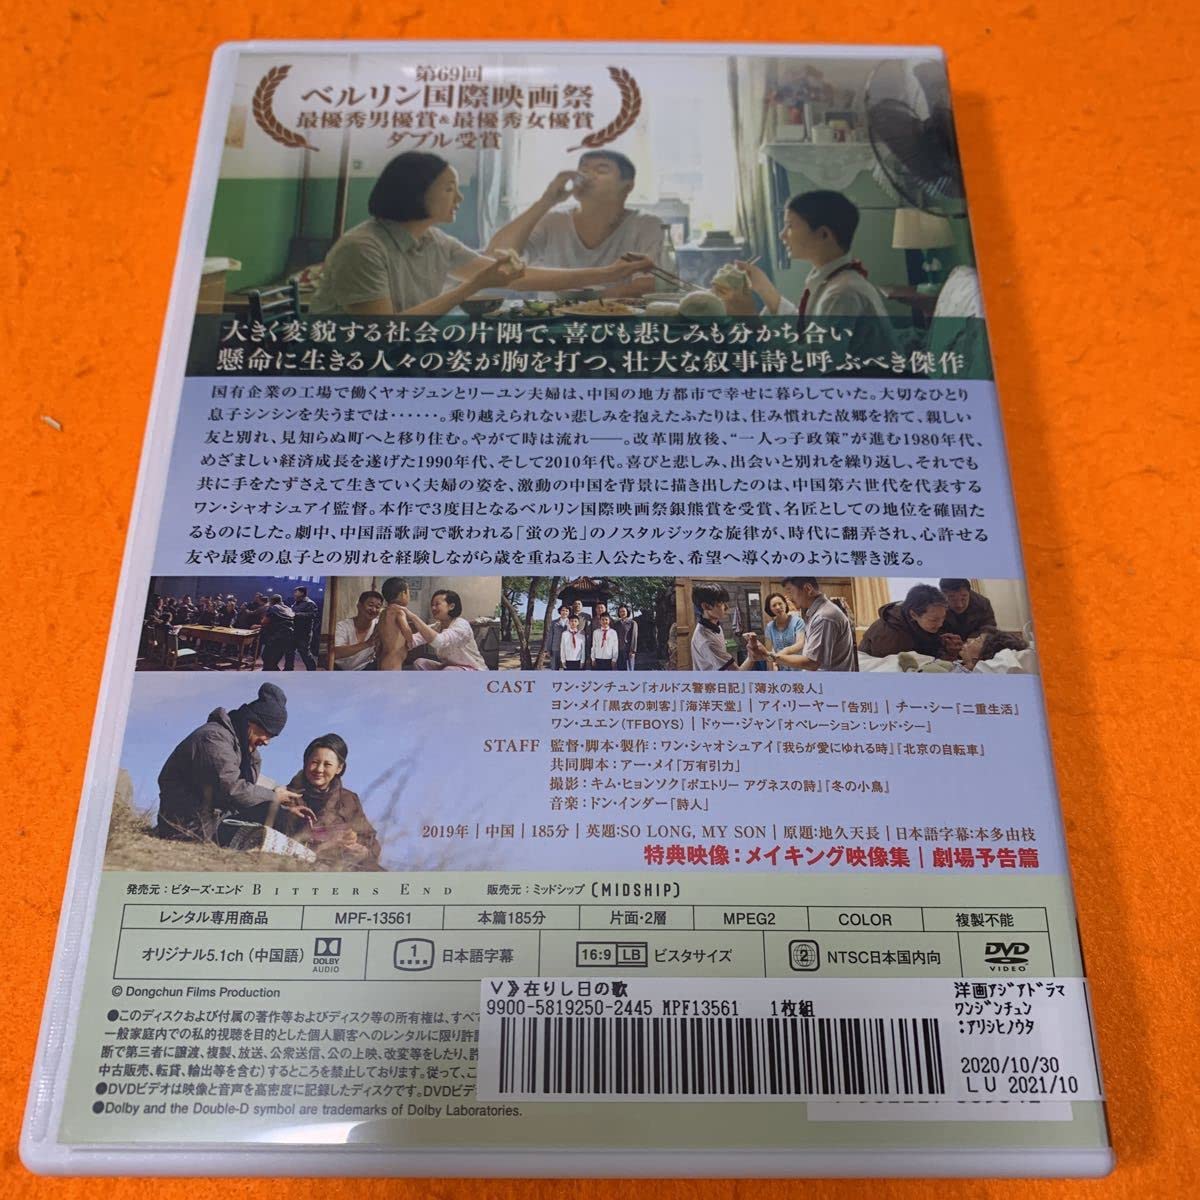 第69回
ベルリン国際映画祭
最優秀男優賞&最優秀女優賞
ダブル受賞
大きく変貌する社会の片隅で、喜びも悲しみも分かち合い
懸命に生きる人々の姿が胸を打つ、壮大な叙事詩と呼ぶべき傑作
国有企業の工場で働くヤオジュンとリーユン夫婦は、中国の地方都市で幸せに暮らしていた。大切なひとり
息子シンシンを失うまでは……。乗り越えられない悲しみを抱えたふたりは、住み慣れた故郷を捨て、親しい
友と別れ、見知らぬ町へと移り住む。やがて時は流れ——。改革開放後、“一人っ子政策”が進む1980年代、
めざましい経済成長を遂げた1990年代、そして2010年代。喜びと悲しみ、出会いと別れを繰り返し、それでも
共に手をたずさえて生きていく夫婦の姿を、激動の中国を背景に描き出したのは、中国第六世代を代表する
ワン・シャオシュアイ監督。本作で3度目となるベルリン国際映画祭銀熊賞を受賞、名匠としての地位を確固た
るものにした。劇中、中国語歌詞で歌われる「蛍の光」のノスタルジックな旋律が、時代に翻弄され、心許せる
友や最愛の息子との別れを経験しながら歳を重ねる主人公たちを、希望へ導くかのように響き渡る。
CAST ワン・ジンチュン『オルドス警察日記』『薄氷の殺人』
ヨン・メイ『黒衣の刺客』『海洋天堂』 | アイ・リーヤー『告別』 | チー・シー『二重生活』
ワン・ユエン(TFBOYS) | ドゥー・ジャン『オペレーション:レッド・シー』
STAFF 監督・脚本・製作:ワン・シャオシュアイ『我らが愛にゆれる時』『北京の自転車』
共同脚本:アー・メイ「万有引力」
撮影:キム・ヒョンソク『ポエトリー アグネスの詩』『冬の小鳥』
音楽:ドン・インダー「詩人」
2019年 | 中国 | 185分 | 英題:SO LONG, MY SON | 原題:地久天長 | 日本語字幕:本多由枝
特典映像:メイキング映像集 | 劇場予告篇
発売元:ビターズ・エンド BITTERS END 販売元:ミッドシップ (MIDSHIP)
レンタル専用商品 MPF-13561 本篇185分 片面・2層 MPEG2 COLOR 複製不能
オリジナル5.1ch(中国語) DOLBY AUDIO 1 日本語字幕 16:9 LB ビスタサイズ 2 NTSC日本国内向 DVD VIDEO
© Dongchun Films Production
●このディスクおよび付属の著作等およびディスク等の所有権は、すべて
一般家庭内での私的視聴を目的とした個人顧客へのレンタルに限り許諾
断で第三者に譲渡、複製、放送、公衆送信、公の上映、改変等をしたり、
中古販売、転貸、輸出等を含む)するところを禁止しております。従って、こ
●DVDビデオは映像と音声を高密度に記録したディスクです。DVDビデ
●Dolby and the Double-D symbol are trademarks of Dolby Laboratories.
V》在りし日の歌
9900-5819250-2445 MPF13561 1枚組
洋画アジアドラマ
ワンジンチュン
:アリシヒノウタ
2020/10/30
LU 2021/10